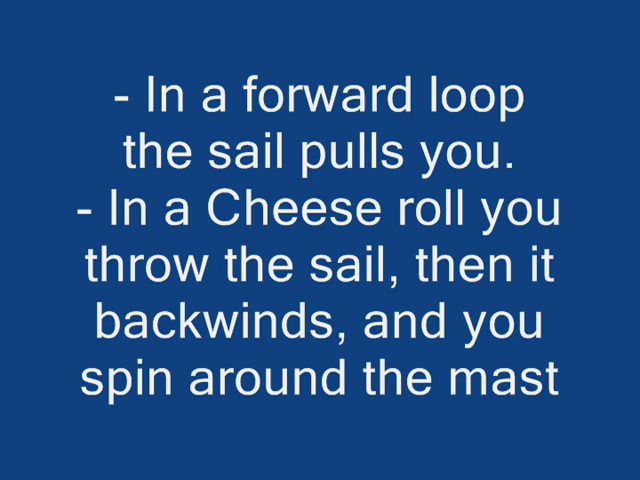 - In a forward loop
the sail pulls you.
- In a Cheese roll you
throw the sail, then it
backwinds, and you
spin around the mast